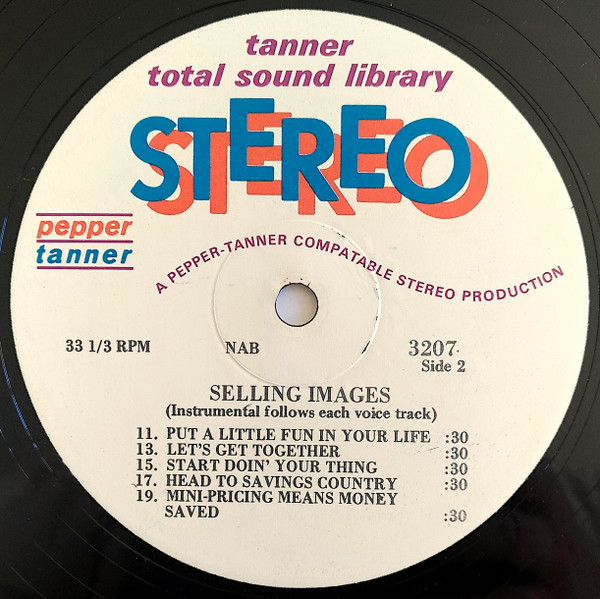 tanner
total sound library
STEREO
pepper
tanner
A PEPPER-TANNER COMPATABLE STEREO PRODUCTION
33 1/3 RPM NAB 3207
Side 2
SELLING IMAGES
(Instrumental follows each voice track)
11. PUT A LITTLE FUN IN YOUR LIFE :30
13. LET'S GET TOGETHER :30
15. START DOIN' YOUR THING :30
17. HEAD TO SAVINGS COUNTRY :30
19. MINI-PRICING MEANS MONEY
SAVED :30